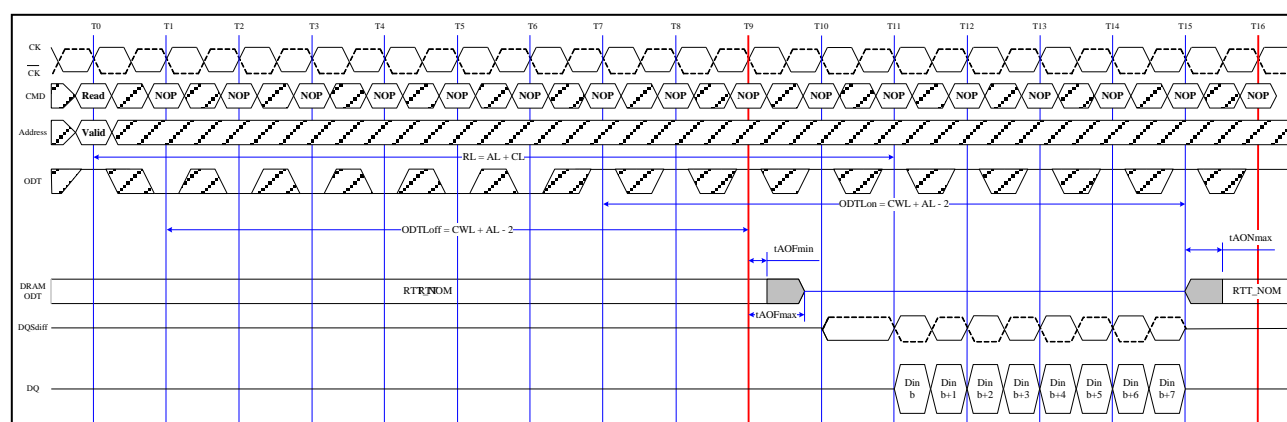 T0 T1 T2 T3 T4 T5 T6 T7 T8 T9 T10 T11 T12 T13 T14 T15 T16
CK
CK
CMD Read NOP NOP NOP NOP NOP NOP NOP NOP NOP NOP NOP NOP NOP NOP NOP NOP
Address Valid
RL = AL + CL
ODT
ODTLon = CWL + AL - 2
ODTLoff = CWL + AL - 2
tAOFmin tAONmax
DRAM
ODT
RTT_NOM RTT_NOM
tAOFmax
DQSdiff
DQ
Din b Din b+1 Din b+2 Din b+3 Din b+4 Din b+5 Din b+6 Din b+7